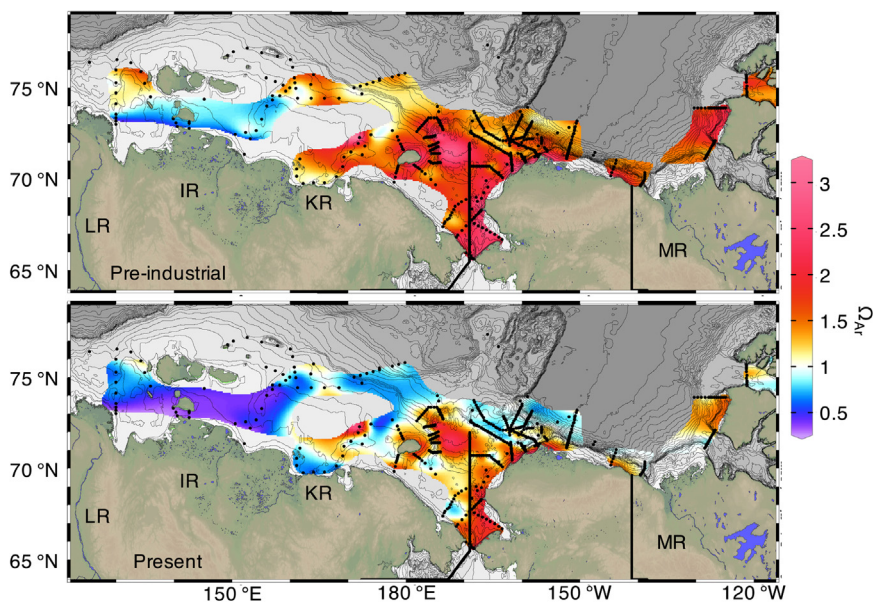 75 °N
70 °N
65 °N
IR
KR
LR
MR
Pre-industrial
3
2.5
2
1.5
1
0.5
Ω_Ar
75 °N
70 °N
65 °N
IR
KR
LR
MR
Present
150 °E
180 °E
150 °W
120 °W